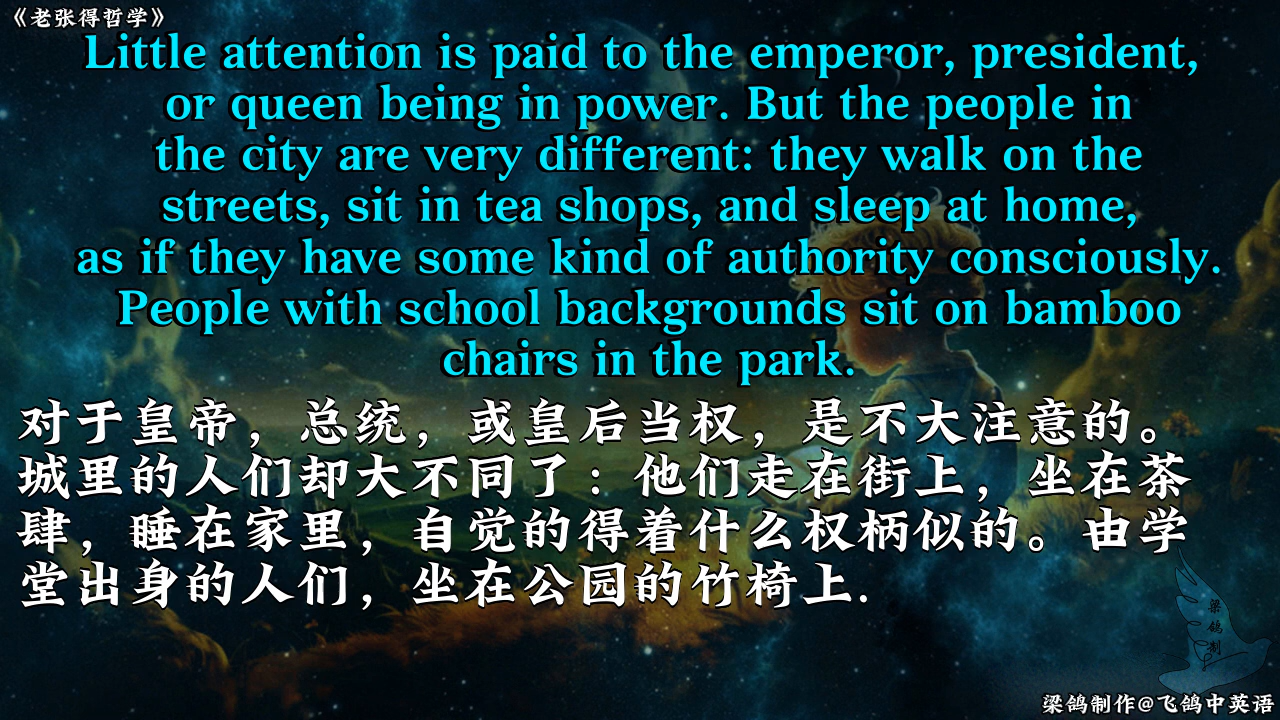 《老张得哲学》
Little attention is paid to the emperor, president,
or queen being in power. But the people in
the city are very different: they walk on the
streets, sit in tea shops, and sleep at home,
as if they have some kind of authority consciously.
People with school backgrounds sit on bamboo
chairs in the park.
对于皇帝，总统，或皇后当权，是不大注意的。
城里的人们却大不同了：他们走在街上，坐在茶
肆，睡在家里，自觉的得着什么权柄似的。由学
堂出身的人们，坐在公园的竹椅上.
梁鸽制
梁鸽制作@飞鸽中英语